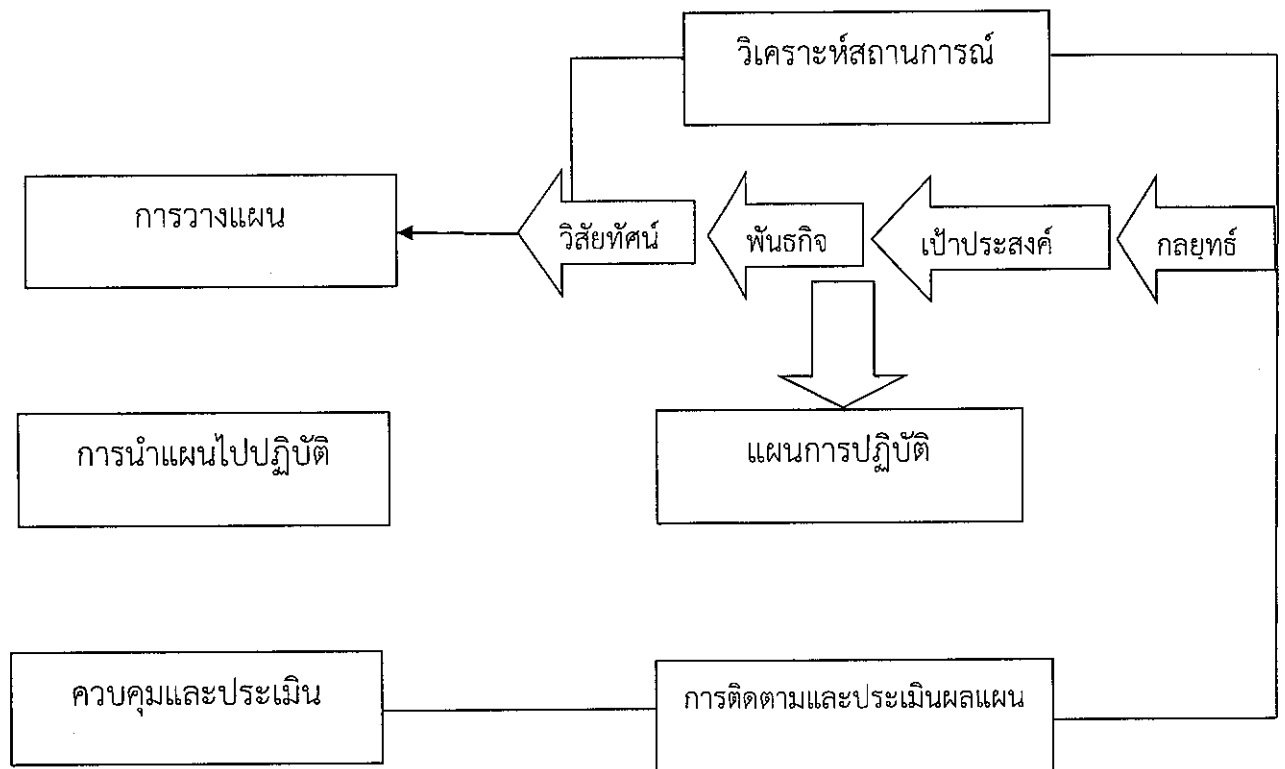 วิเคราะห์สถานการณ์
การวางแผน
วิสัยทัศน์
พันธกิจ
เป้าประสงค์
กลยุทธ์
การนำแผนไปปฏิบัติ
แผนการปฏิบัติ
ควบคุมและประเมิน
การติดตามและประเมินผลแผน